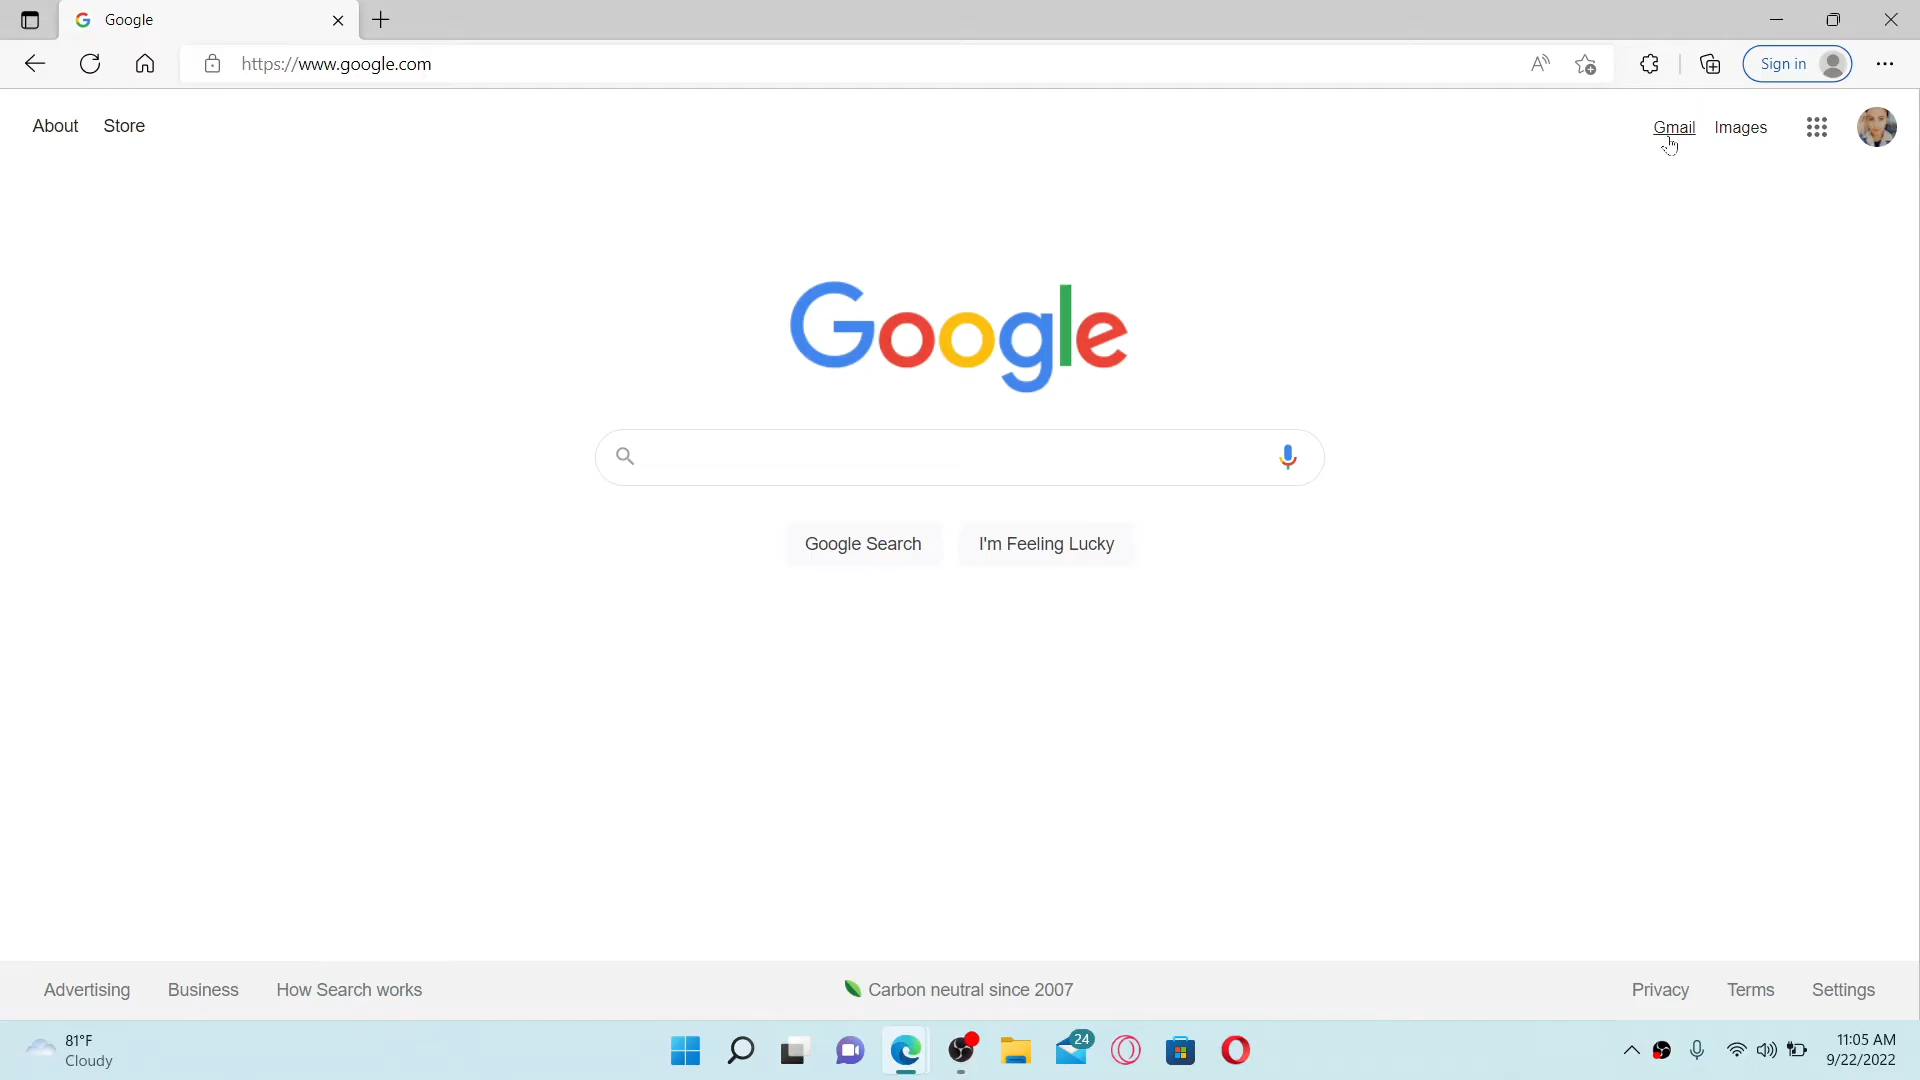 Google
https://www.google.com
Sign in
About Store
Gmail Images
Google
Google Search I'm Feeling Lucky
Advertising Business How Search works
Carbon neutral since 2007
Privacy Terms Settings
81°F
Cloudy
24
11:05 AM
9/22/2022